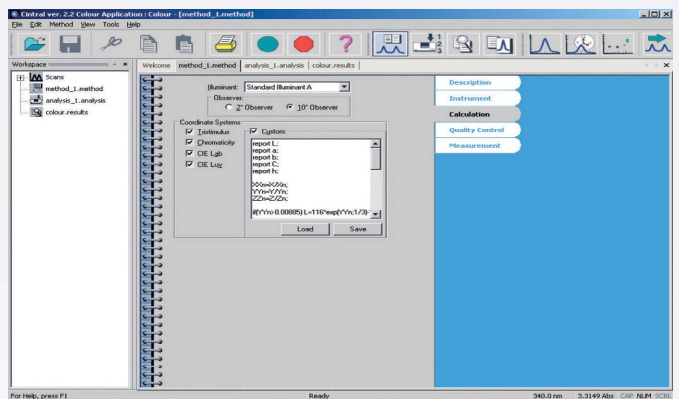 Cintral ver. 2.2 Colour Application : Colour - [method_1.method]
File Edit Method View Tools Help
Workspace
Scans
method_1.method
analysis_1.analysis
colour.results
Welcome method_1.method analysis_1.analysis colour.results
Illuminant: Standard Illuminant A
Observer:
2° Observer 10° Observer
Coordinate Systems
Tristimulus
Chromaticity
CIE Lab
CIE Luv
Custom:
report L;
report a;
report b;
report C;
report h;
XXn=X/Xn;
YYn=Y/Yn;
ZZn=Z/Zn;
if(YYn>0.00885) L=116*exp(YYn;1/3)-
Load Save
Description
Instrument
Calculation
Quality Control
Measurement
For Help, press F1 Ready 340.0 nm 3.3149 Abs CAP NUM SCRL